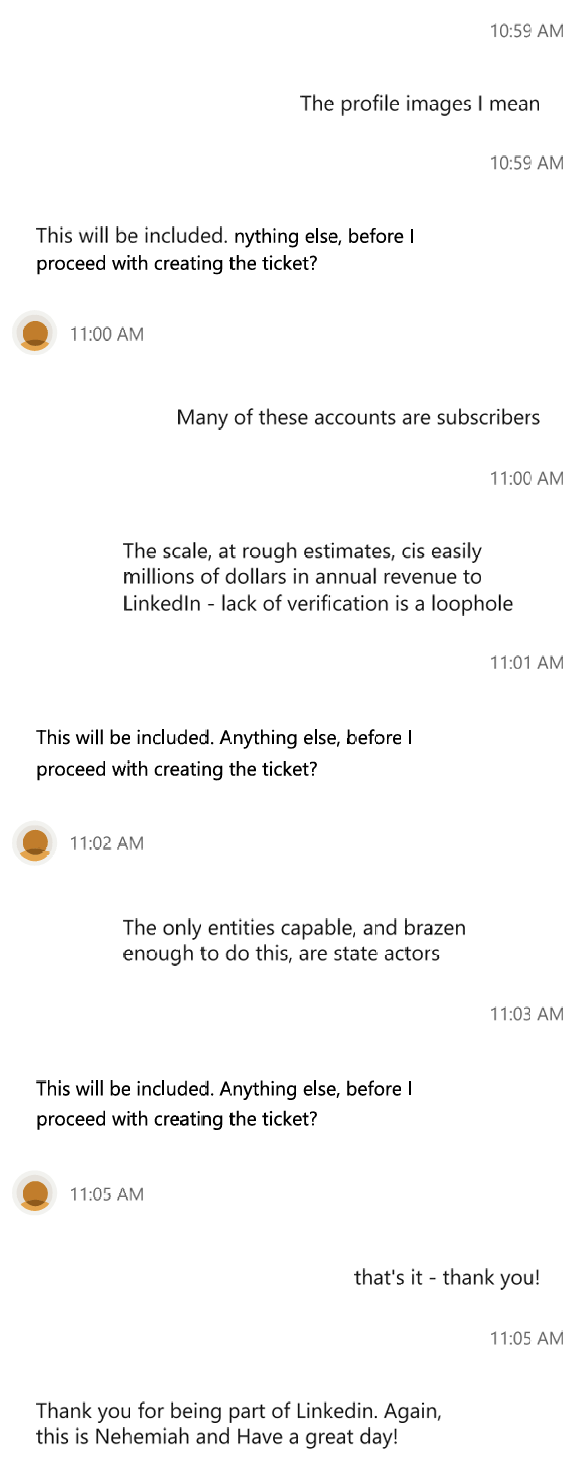 10:59 AM
The profile images I mean
10:59 AM
This will be included. nything else, before I
proceed with creating the ticket?
11:00 AM
Many of these accounts are subscribers
11:00 AM
The scale, at rough estimates, cis easily
millions of dollars in annual revenue to
LinkedIn - lack of verification is a loophole
11:01 AM
This will be included. Anything else, before I
proceed with creating the ticket?
11:02 AM
The only entities capable, and brazen
enough to do this, are state actors
11:03 AM
This will be included. Anything else, before I
proceed with creating the ticket?
11:05 AM
that's it - thank you!
11:05 AM
Thank you for being part of Linkedin. Again,
this is Nehemiah and Have a great day!